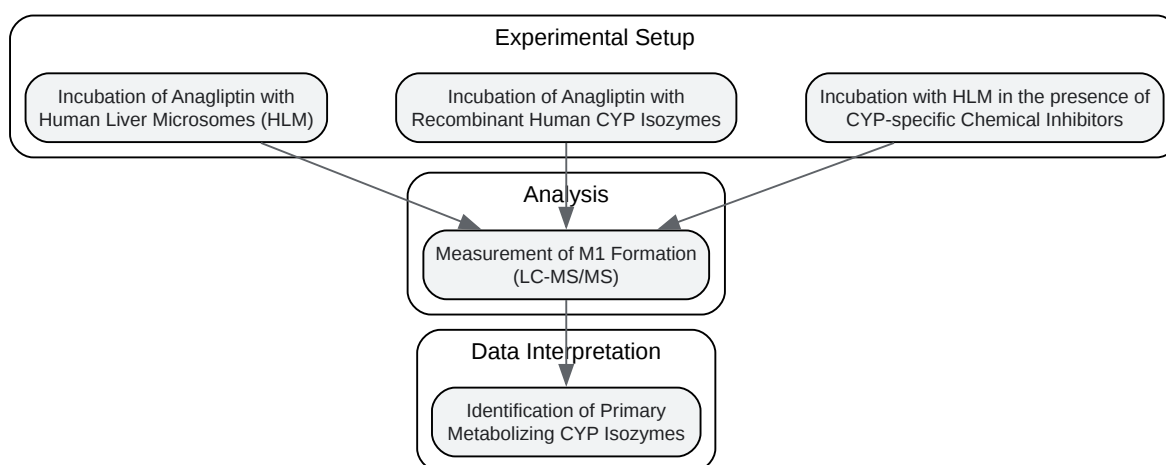 Experimental Setup
Incubation of Anagliptin with
Human Liver Microsomes (HLM)
Incubation of Anagliptin with
Recombinant Human CYP Isozymes
Incubation with HLM in the presence of
CYP-specific Chemical Inhibitors
Analysis
Measurement of M1 Formation
(LC-MS/MS)
Data Interpretation
Identification of Primary
Metabolizing CYP Isozymes